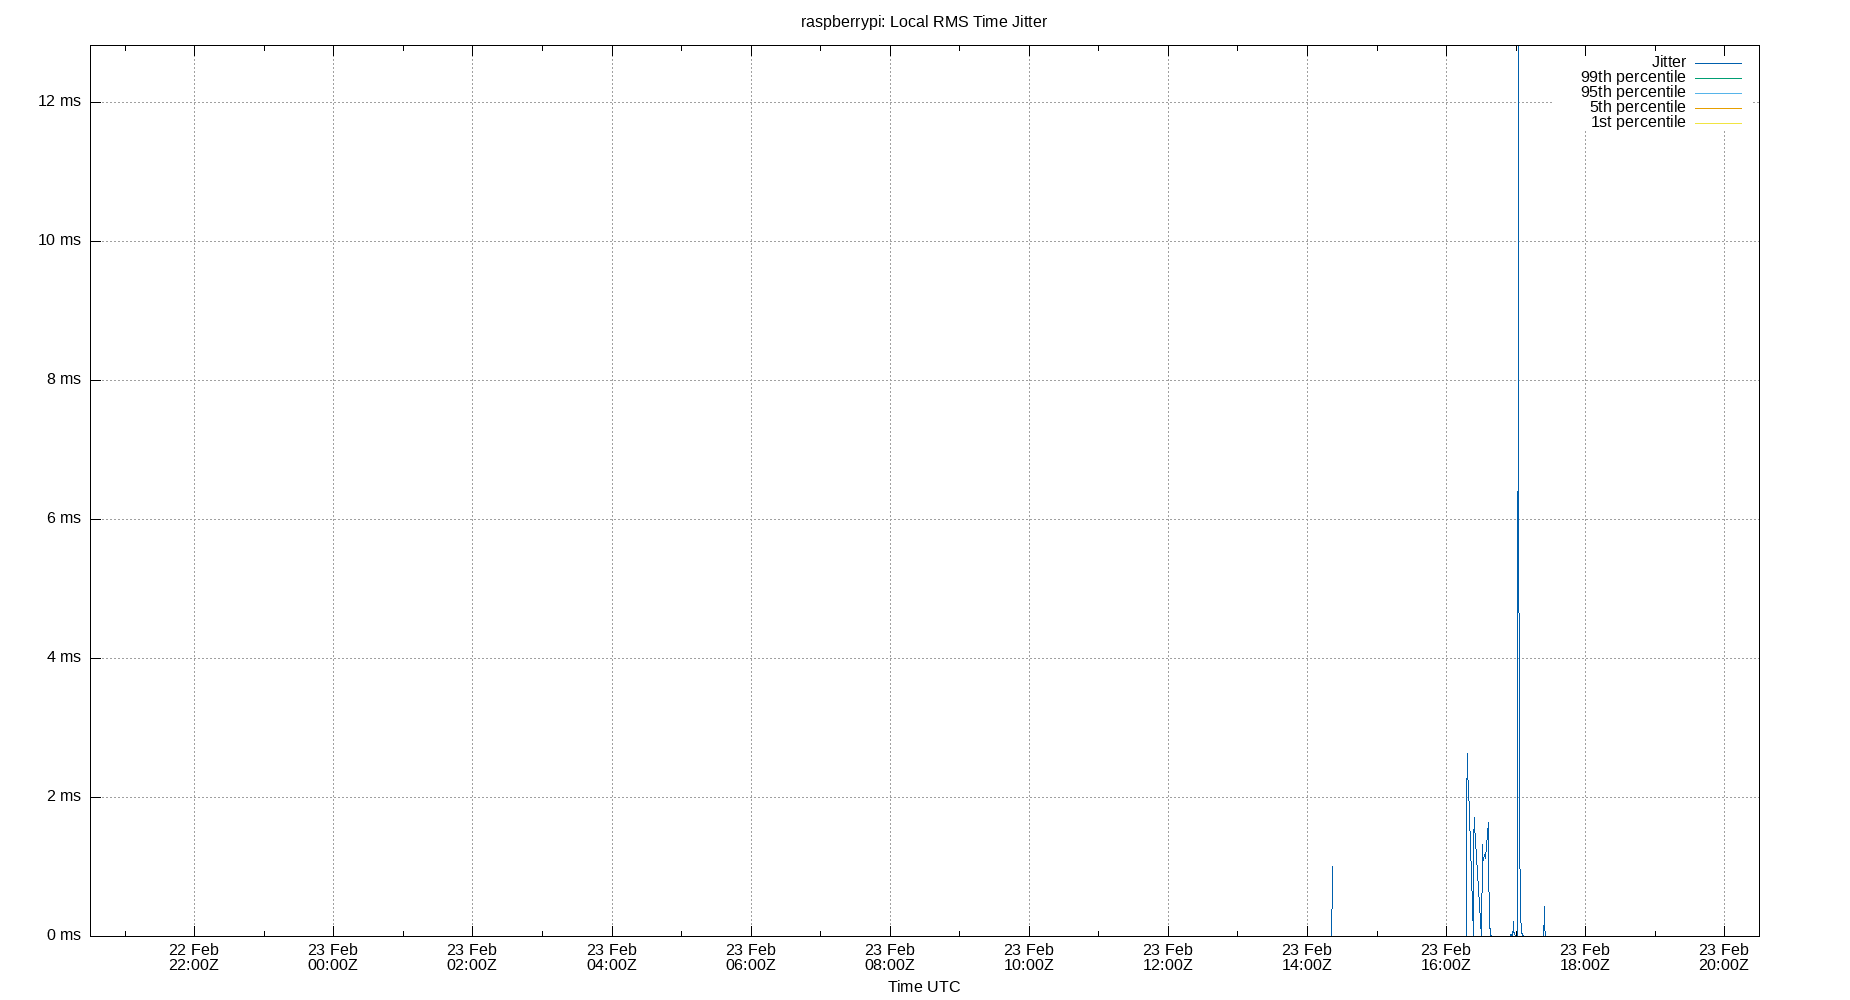 raspberrypi: Local RMS Time Jitter
Jitter
99th percentile
95th percentile
5th percentile
1st percentile
12 ms
10 ms
8 ms
6 ms
4 ms
2 ms
0 ms
22 Feb 23 Feb 23 Feb 23 Feb 23 Feb 23 Feb 23 Feb 23 Feb 23 Feb 23 Feb 23 Feb 23 Feb
22:00Z 00:00Z 02:00Z 04:00Z 06:00Z 08:00Z 10:00Z 12:00Z 14:00Z 16:00Z 18:00Z 20:00Z
Time UTC